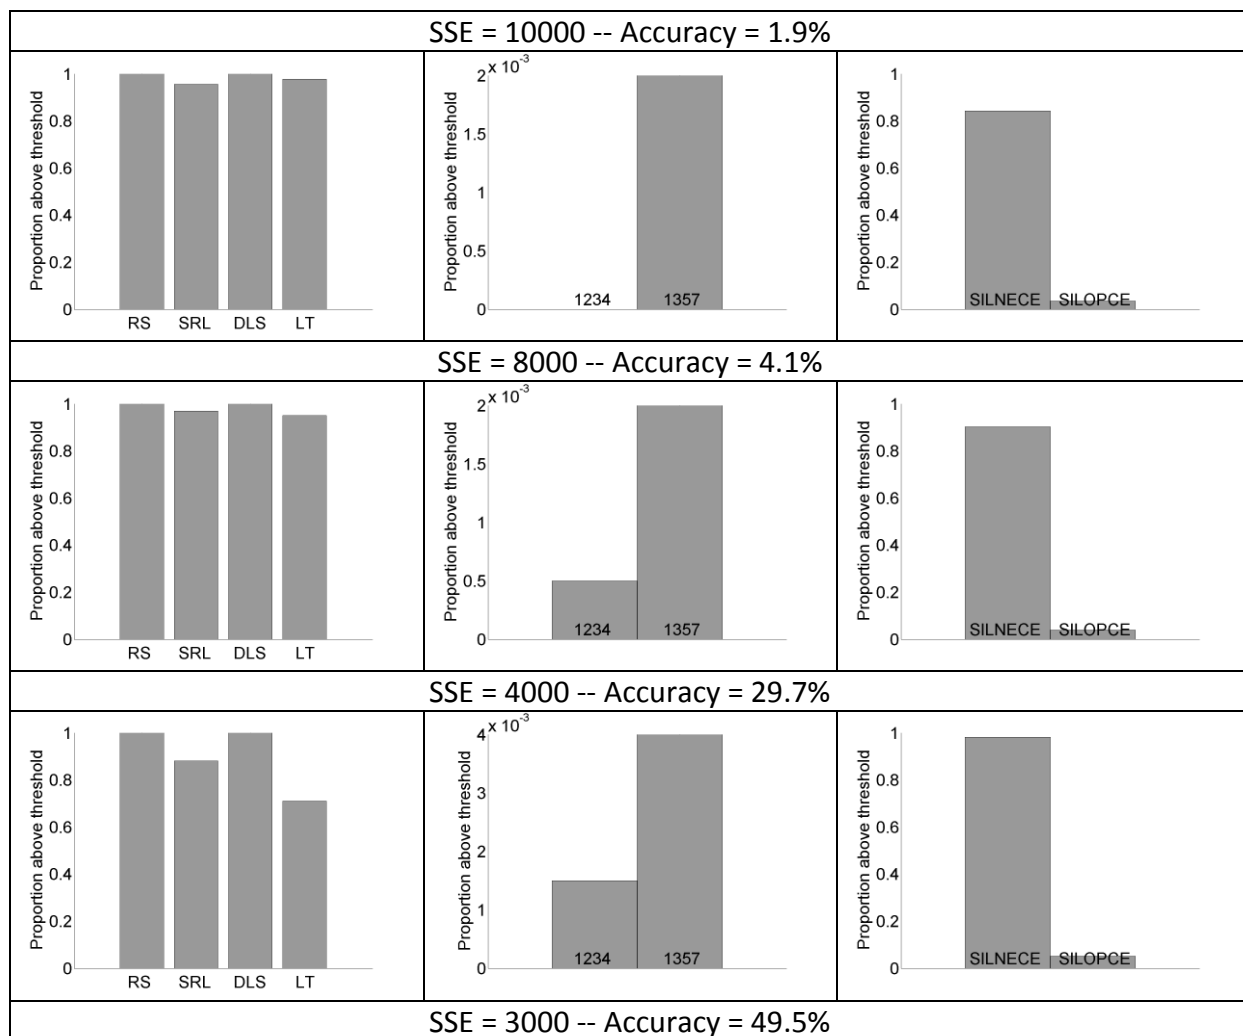 SSE = 10000 -- Accuracy = 1.9%
Proportion above threshold
1
0.8
0.6
0.4
0.2
0
RS SRL DLS LT
Proportion above threshold
x 10^-3
2
1.5
1
0.5
0
1234 1357
Proportion above threshold
1
0.8
0.6
0.4
0.2
0
SILNECE SILOPCE
SSE = 8000 -- Accuracy = 4.1%
Proportion above threshold
1
0.8
0.6
0.4
0.2
0
RS SRL DLS LT
Proportion above threshold
x 10^-3
2
1.5
1
0.5
0
1234 1357
Proportion above threshold
1
0.8
0.6
0.4
0.2
0
SILNECE SILOPCE
SSE = 4000 -- Accuracy = 29.7%
Proportion above threshold
1
0.8
0.6
0.4
0.2
0
RS SRL DLS LT
Proportion above threshold
x 10^-3
4
3
2
1
0
1234 1357
Proportion above threshold
1
0.8
0.6
0.4
0.2
0
SILNECE SILOPCE
SSE = 3000 -- Accuracy = 49.5%